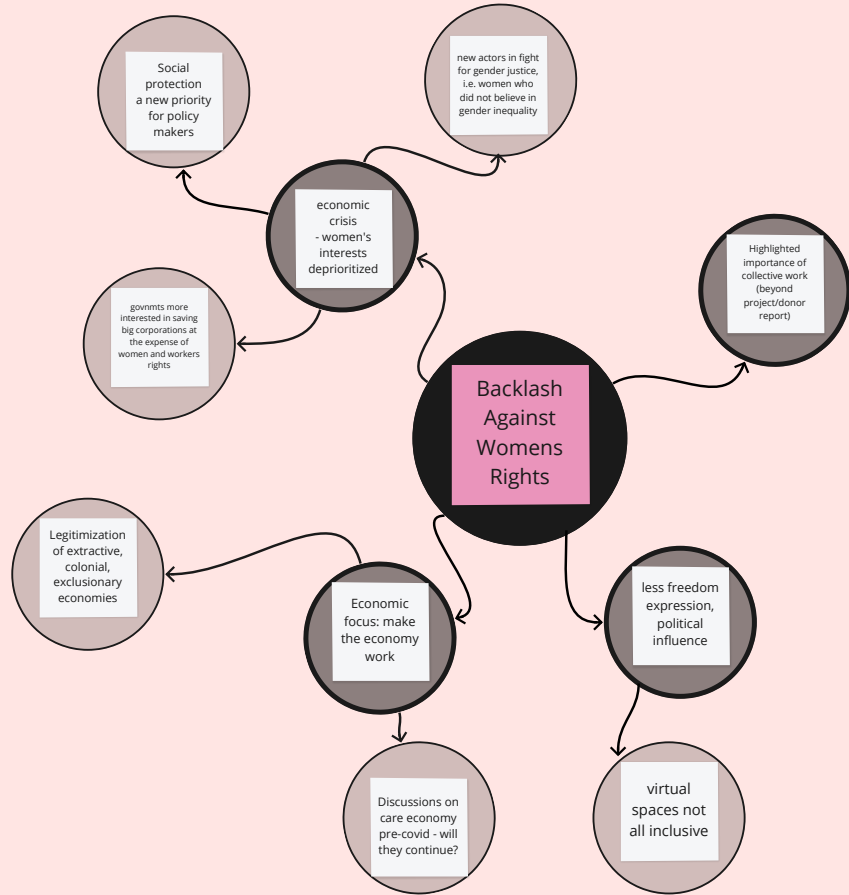 Social
protection
a new priority
for policy
makers
new actors in fight
for gender justice,
i.e. women who
did not believe in
gender inequality
economic
crisis
- women's
interests
deprioritized
Highlighted
importance of
collective work
(beyond
project/donor
report)
govnmts more
interested in saving
big corporations at
the expense of
women and workers
rights
Backlash
Against
Womens
Rights
Legitimization
of extractive,
colonial,
exclusionary
economies
Economic
focus: make
the economy
work
less freedom
expression,
political
influence
Discussions on
care economy
pre-covid - will
they continue?
virtual
spaces not
all inclusive